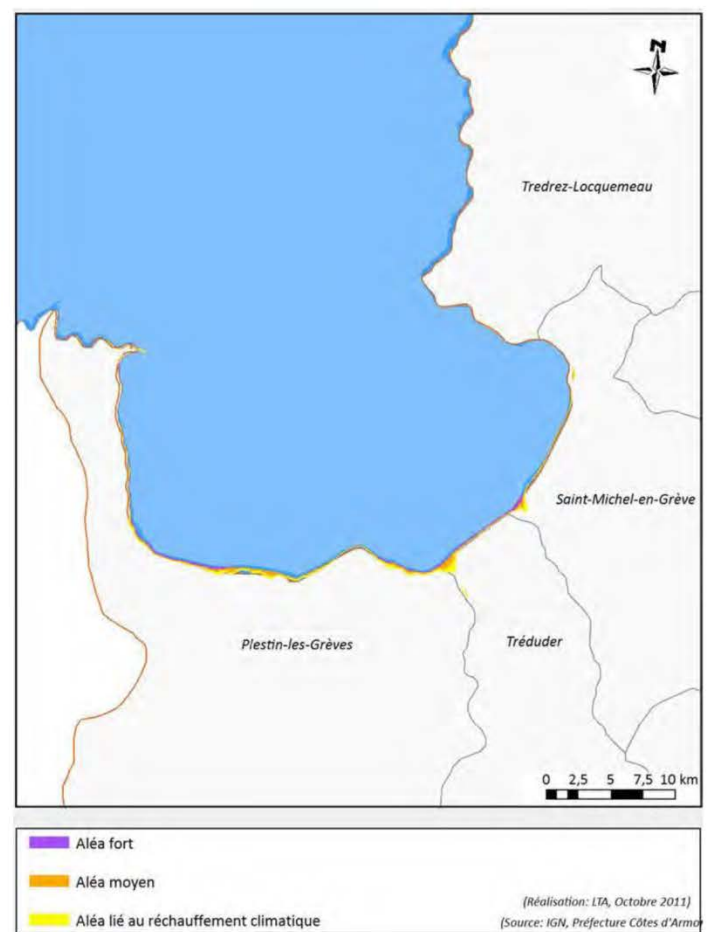 N
Tredrez-Locquemeau
Saint-Michel-en-Grève
Plestin-les-Grèves
Tréduder
0 2,5 5 7,5 10 km
Aléa fort
Aléa moyen
Aléa lié au réchauffement climatique
(Réalisation: LTA, Octobre 2011)
(Source: IGN, Préfecture Côtes d'Armor